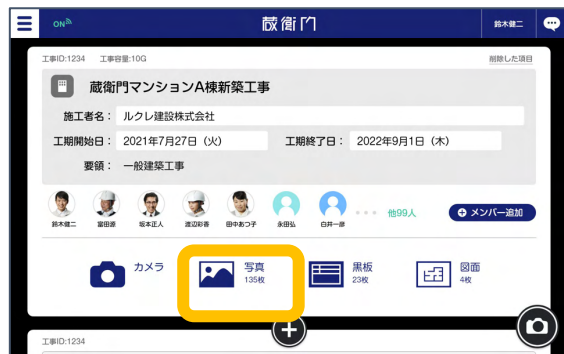 ON
蔵衛門
鈴木健二
工事ID:1234 工事容量:10G 削除した項目
蔵衛門マンションA棟新築工事
施工者名： ルクレ建設株式会社
工期開始日： 2021年7月27日（火） 工期終了日： 2022年9月1日（木）
要領： 一般建築工事
鈴木健二 富田源 坂本正人 渡辺彩香 田中あつ子 永田弘 白井一彦 他99人 メンバー追加
カメラ 写真 黒板 図面
135枚 23枚 4枚
工事ID:1234